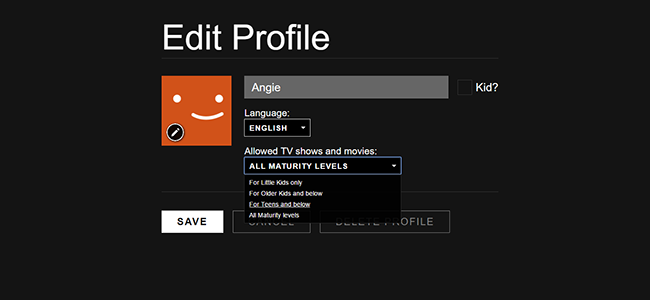 Edit Profile
Angie
Kid?
Language:
ENGLISH
Allowed TV shows and movies:
ALL MATURITY LEVELS
For Little Kids only
For Older Kids and below
For Teens and below
All Maturity levels
SAVE
CANCEL
DELETE PROFILE